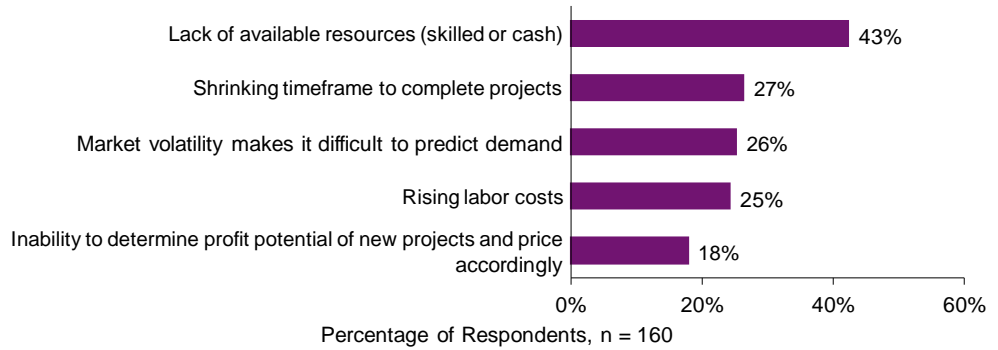 Lack of available resources (skilled or cash)
43%
Shrinking timeframe to complete projects
27%
Market volatility makes it difficult to predict demand
26%
Rising labor costs
25%
Inability to determine profit potential of new projects and price
accordingly
18%
0% 20% 40% 60%
Percentage of Respondents, n = 160